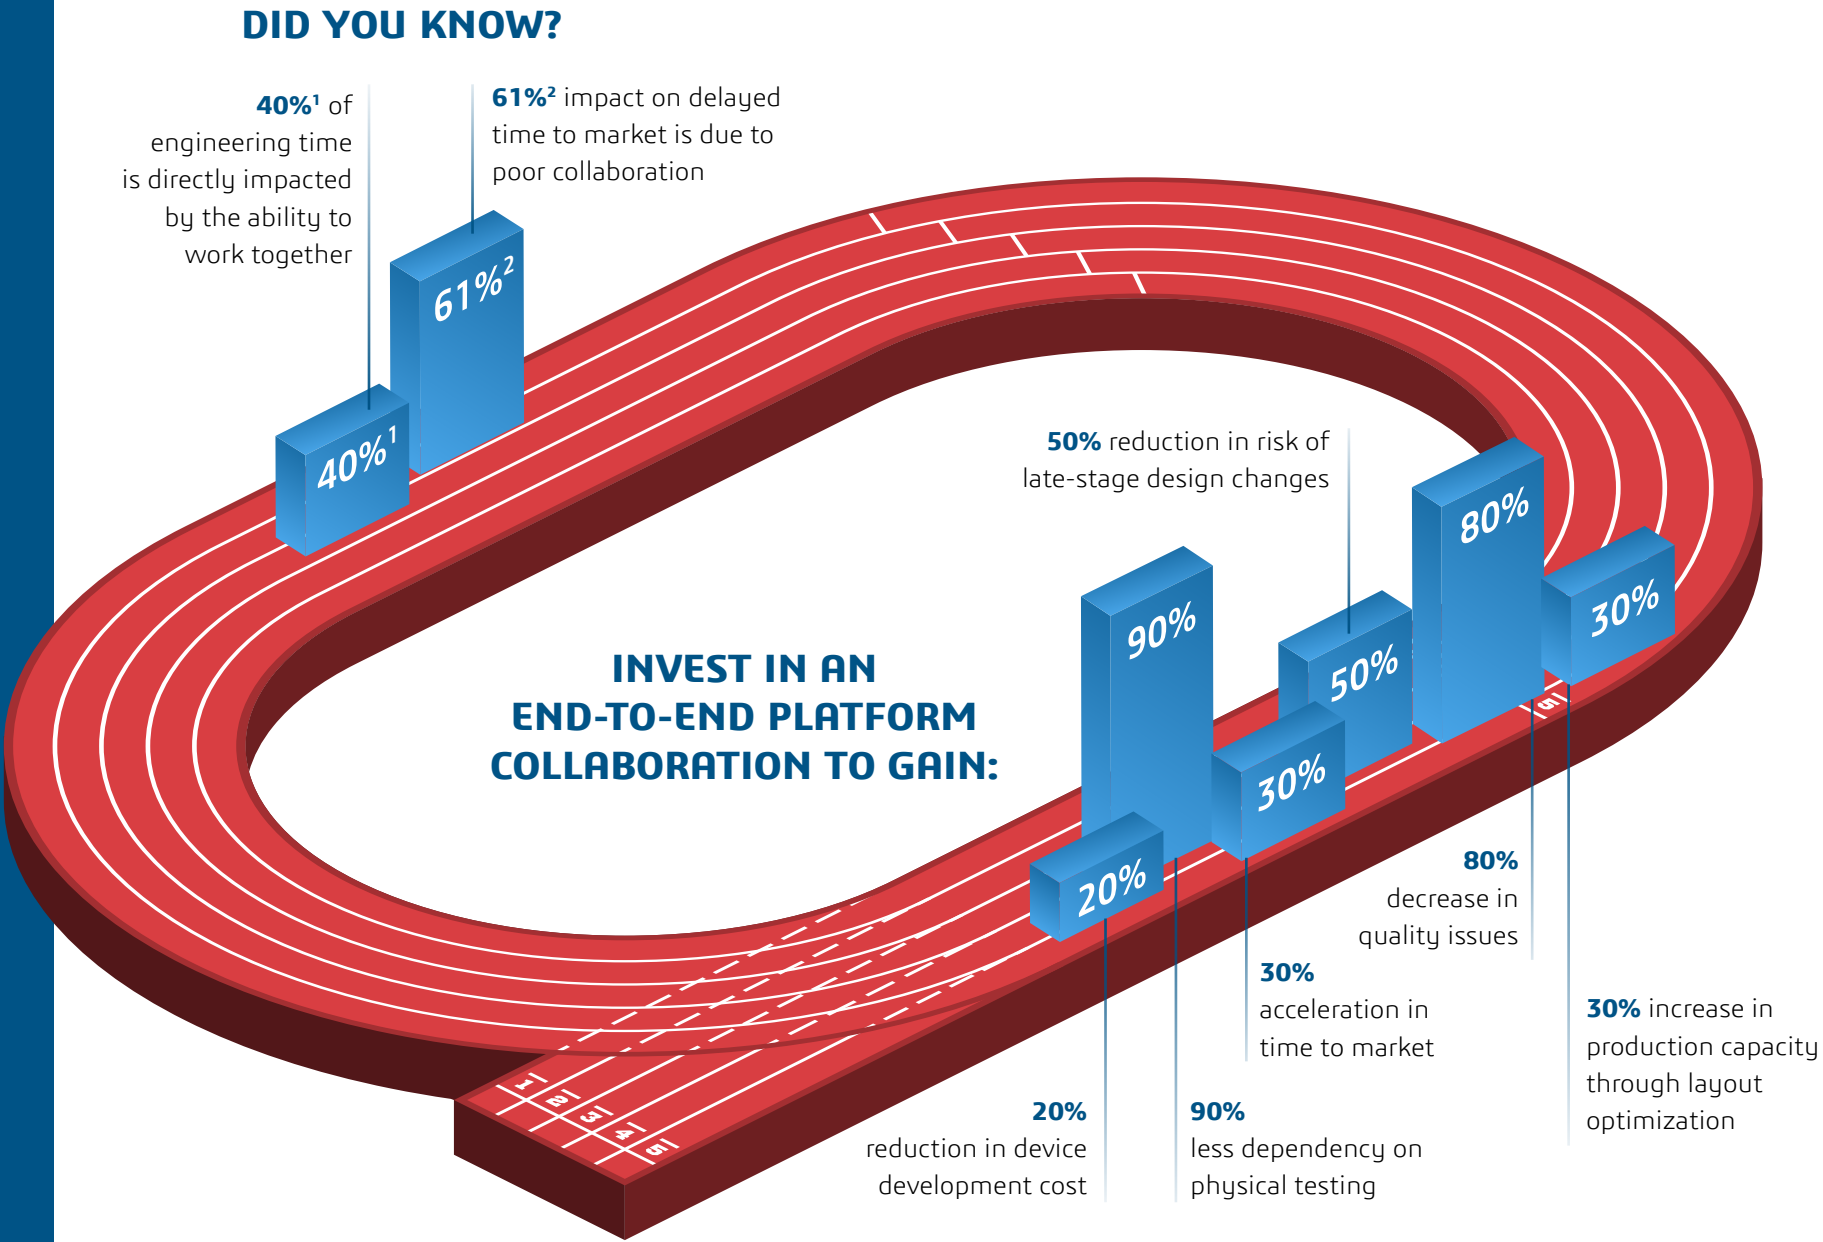 DID YOU KNOW?
40%¹ of
engineering time
is directly impacted
by the ability to
work together
61%² impact on delayed
time to market is due to
poor collaboration
61%²
40%¹
50% reduction in risk of
late-stage design changes
INVEST IN AN
END-TO-END PLATFORM
COLLABORATION TO GAIN:
90%
20%
50%
30%
80%
30%
5
80%
decrease in
quality issues
30%
acceleration in
time to market
30% increase in
production capacity
through layout
optimization
20%
reduction in device
development cost
90%
less dependency on
physical testing
1
2
3
4
5